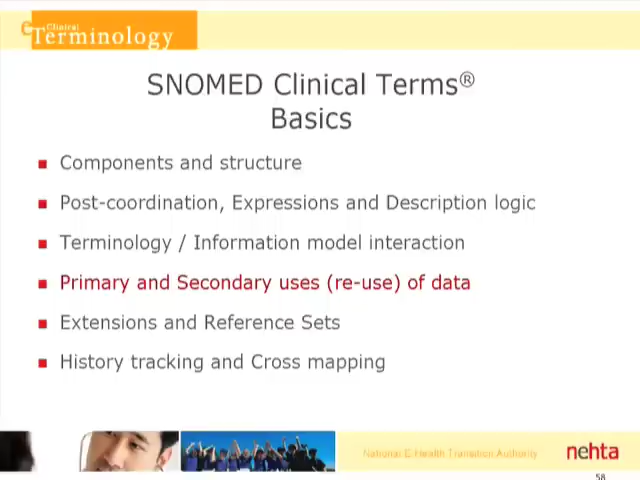 Clinical
Terminology
SNOMED Clinical Terms®
Basics
Components and structure
Post-coordination, Expressions and Description logic
Terminology / Information model interaction
Primary and Secondary uses (re-use) of data
Extensions and Reference Sets
History tracking and Cross mapping
National E-Health Transition Authority
nehta
58